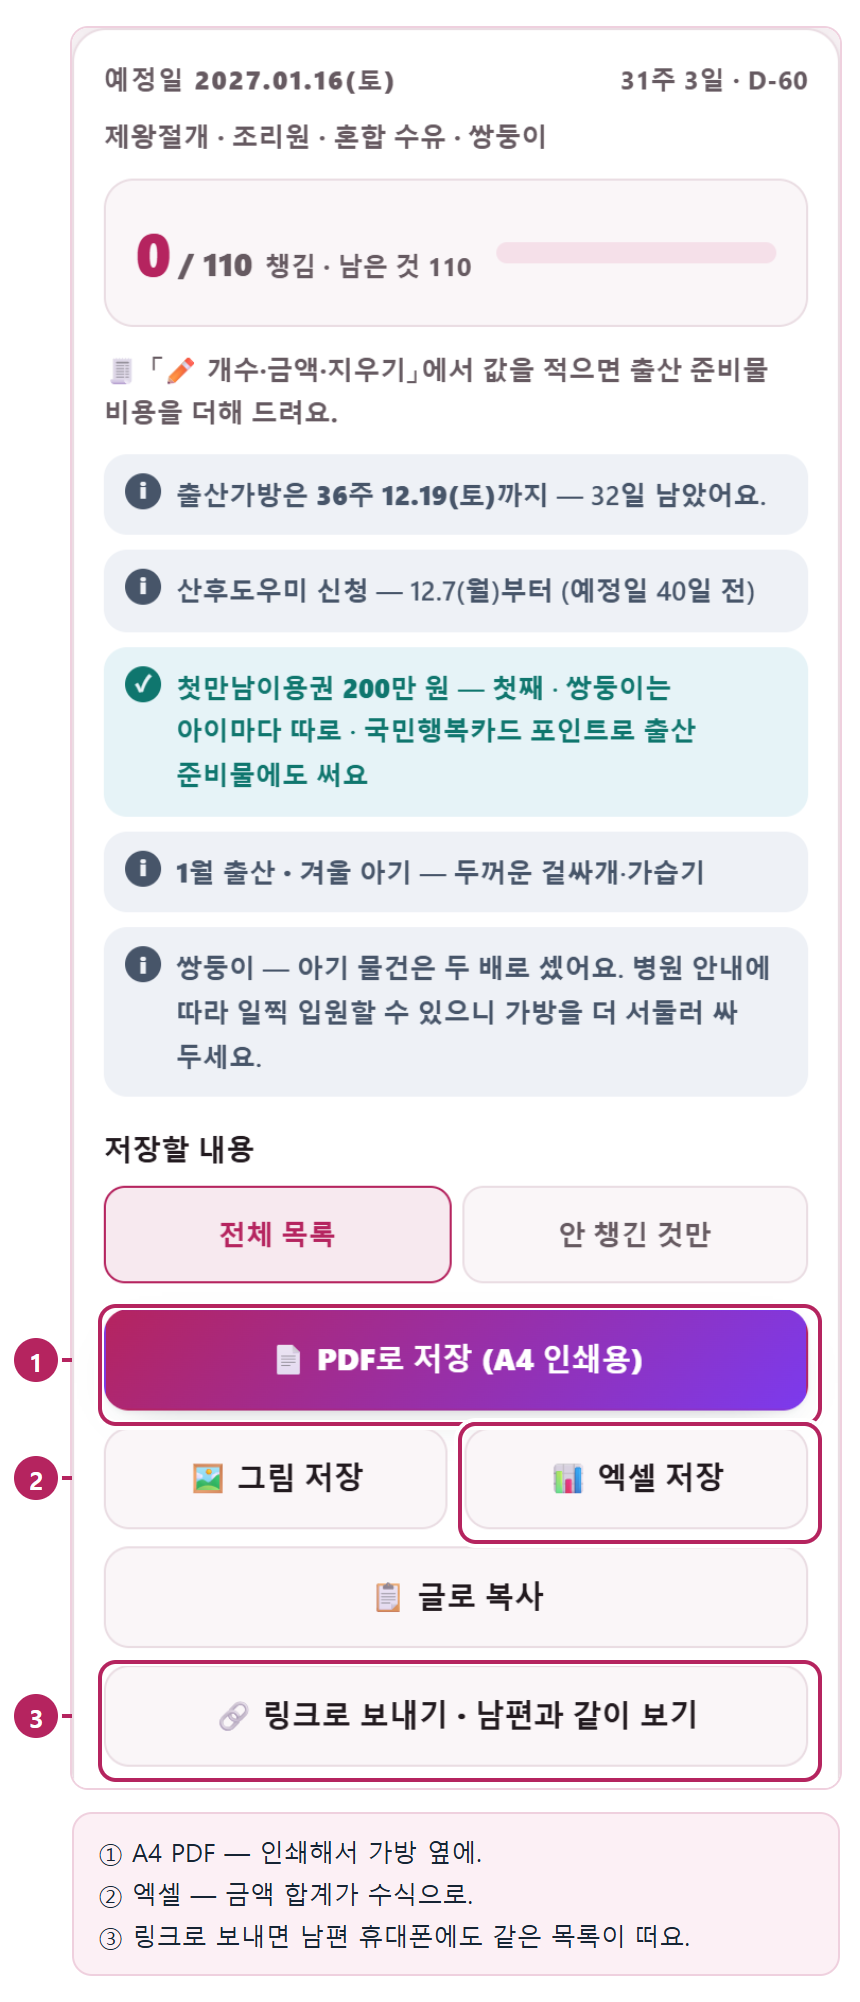 예정일 2027.01.16(토)
31주 3일 · D-60
제왕절개 · 조리원 · 혼합 수유 · 쌍둥이
0 / 110 챙김 · 남은 것 110
「✏️ 개수·금액·지우기」에서 값을 적으면 출산 준비물
비용을 더해 드려요.
출산가방은 36주 12.19(토)까지 — 32일 남았어요.
산후도우미 신청 — 12.7(월)부터 (예정일 40일 전)
첫만남이용권 200만 원 — 첫째 · 쌍둥이는
아이마다 따로 · 국민행복카드 포인트로 출산
준비물에도 써요
1월 출산 • 겨울 아기 — 두꺼운 겉싸개·가습기
쌍둥이 — 아기 물건은 두 배로 셌어요. 병원 안내에
따라 일찍 입원할 수 있으니 가방을 더 서둘러 싸
두세요.
저장할 내용
전체 목록
안 챙긴 것만
1
PDF로 저장 (A4 인쇄용)
2
그림 저장
엑셀 저장
글로 복사
3
링크로 보내기 • 남편과 같이 보기
① A4 PDF — 인쇄해서 가방 옆에.
② 엑셀 — 금액 합계가 수식으로.
③ 링크로 보내면 남편 휴대폰에도 같은 목록이 떠요.